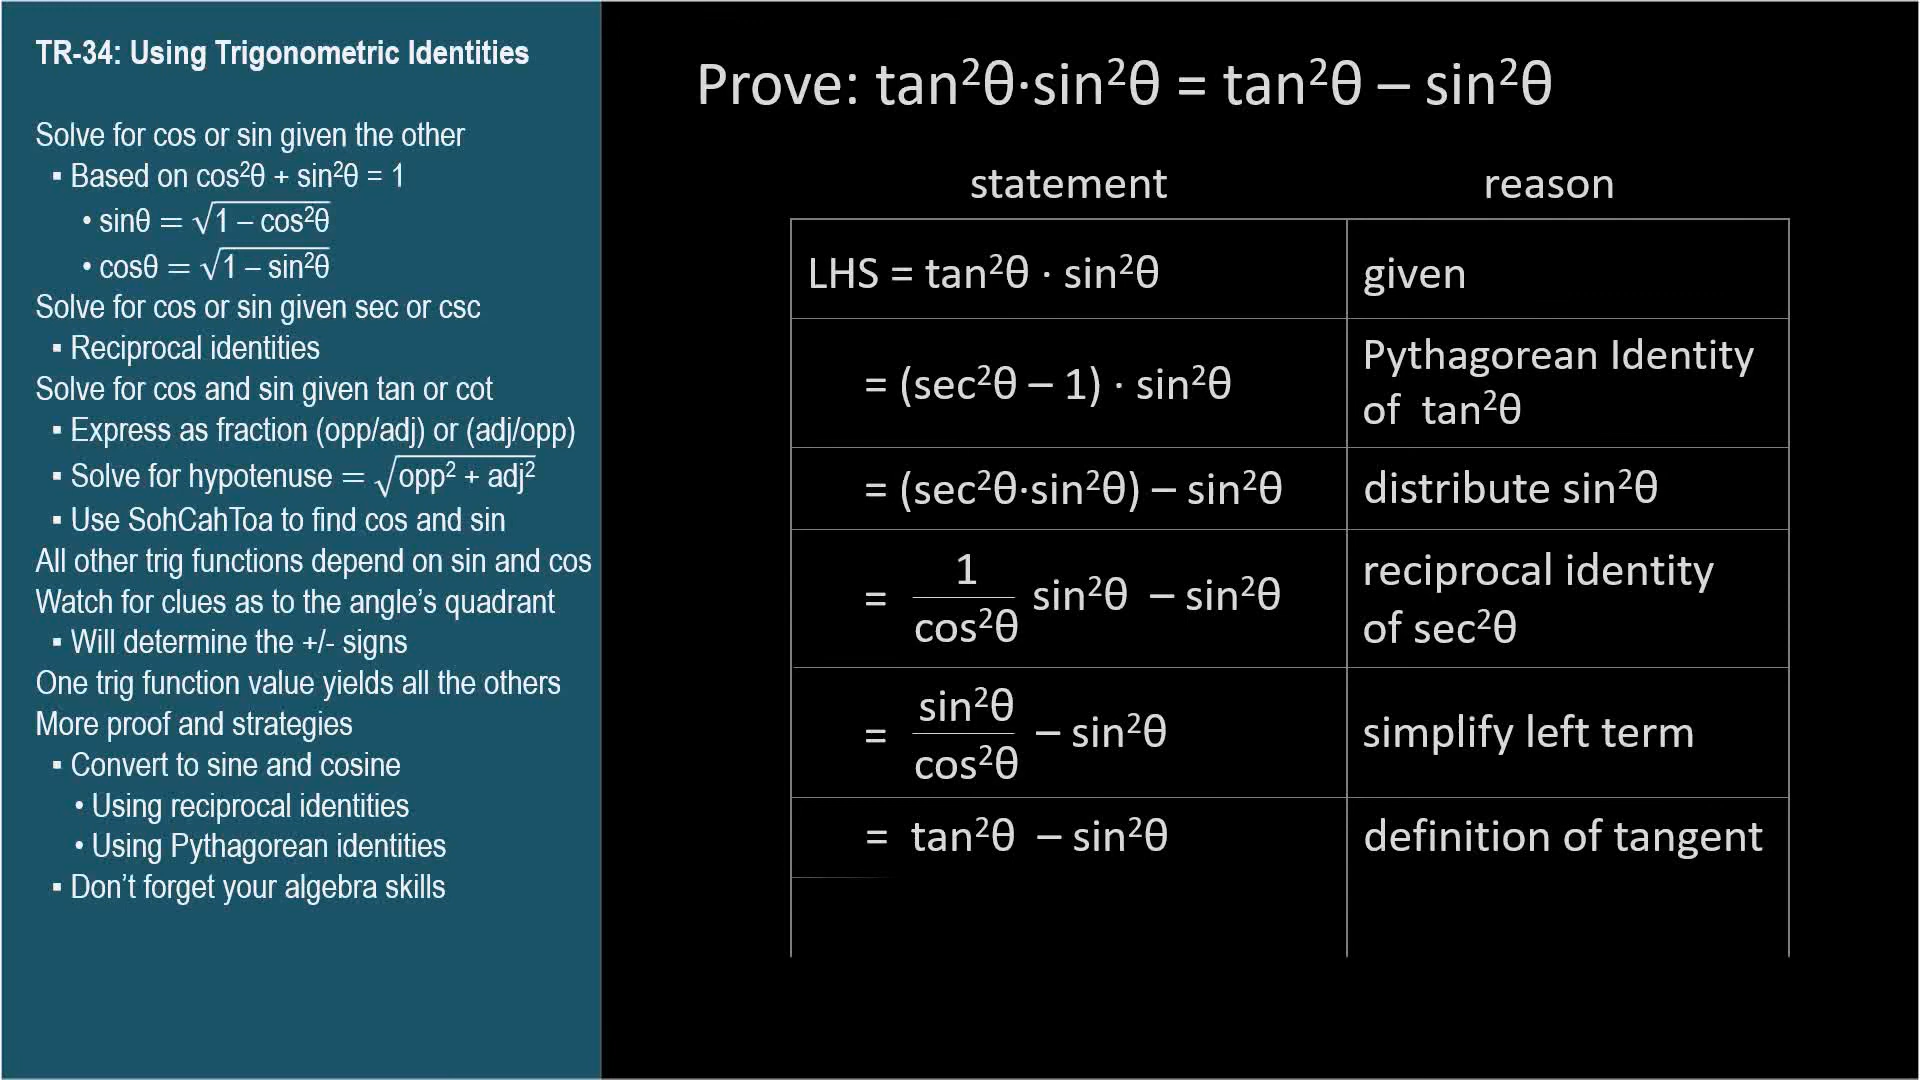 TR-34: Using Trigonometric Identities
Solve for cos or sin given the other
▪ Based on cos²θ + sin²θ = 1
• sinθ = √(1 – cos²θ)
• cosθ = √(1 – sin²θ)
Solve for cos or sin given sec or csc
▪ Reciprocal identities
Solve for cos and sin given tan or cot
▪ Express as fraction (opp/adj) or (adj/opp)
▪ Solve for hypotenuse = √(opp² + adj²)
▪ Use SohCahToa to find cos and sin
All other trig functions depend on sin and cos
Watch for clues as to the angle’s quadrant
▪ Will determine the +/- signs
One trig function value yields all the others
More proof and strategies
▪ Convert to sine and cosine
• Using reciprocal identities
• Using Pythagorean identities
▪ Don’t forget your algebra skills
Prove: tan²θ·sin²θ = tan²θ – sin²θ
statement reason
LHS = tan²θ · sin²θ given
= (sec²θ – 1) · sin²θ Pythagorean Identity
of tan²θ
= (sec²θ·sin²θ) – sin²θ distribute sin²θ
= 1/cos²θ sin²θ – sin²θ reciprocal identity
of sec²θ
= sin²θ/cos²θ – sin²θ simplify left term
= tan²θ – sin²θ definition of tangent